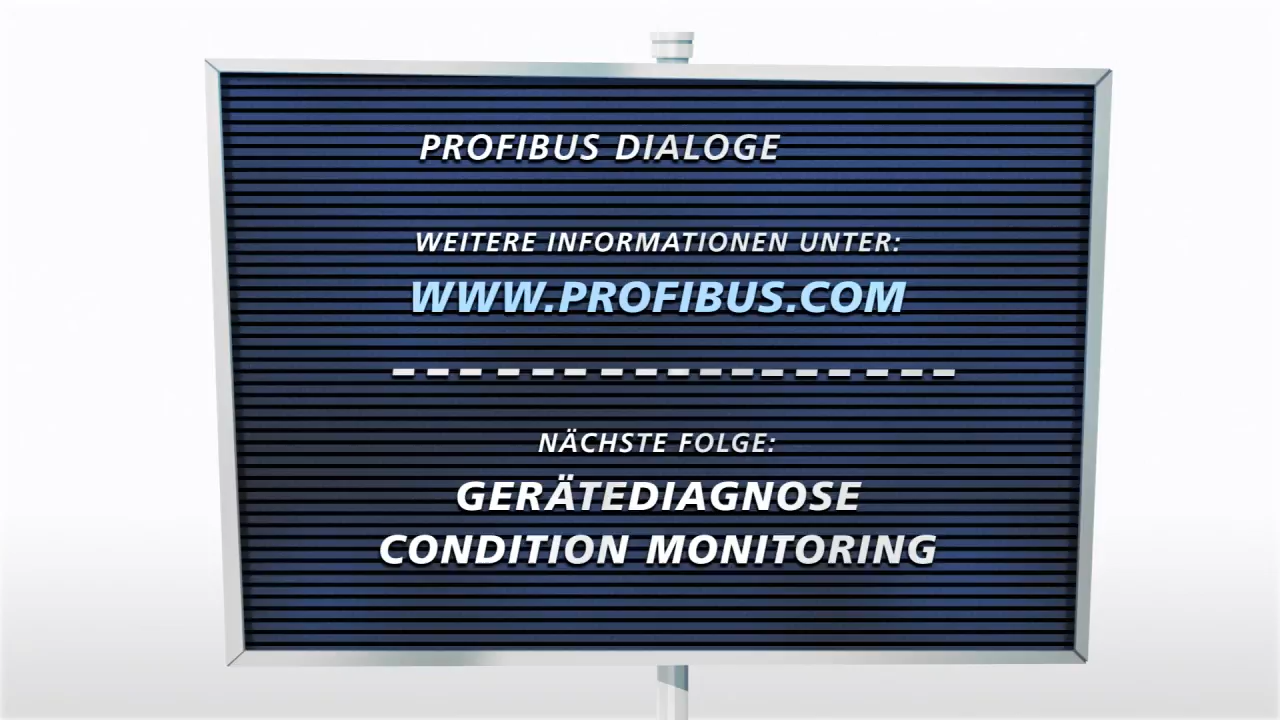 PROFIBUS DIALOGE
WEITERE INFORMATIONEN UNTER:
WWW.PROFIBUS.COM
NÄCHSTE FOLGE:
GERÄTEDIAGNOSE
CONDITION MONITORING